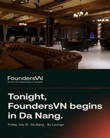 FoundersVN
Tonight,
FoundersVN begins
in Da Nang.